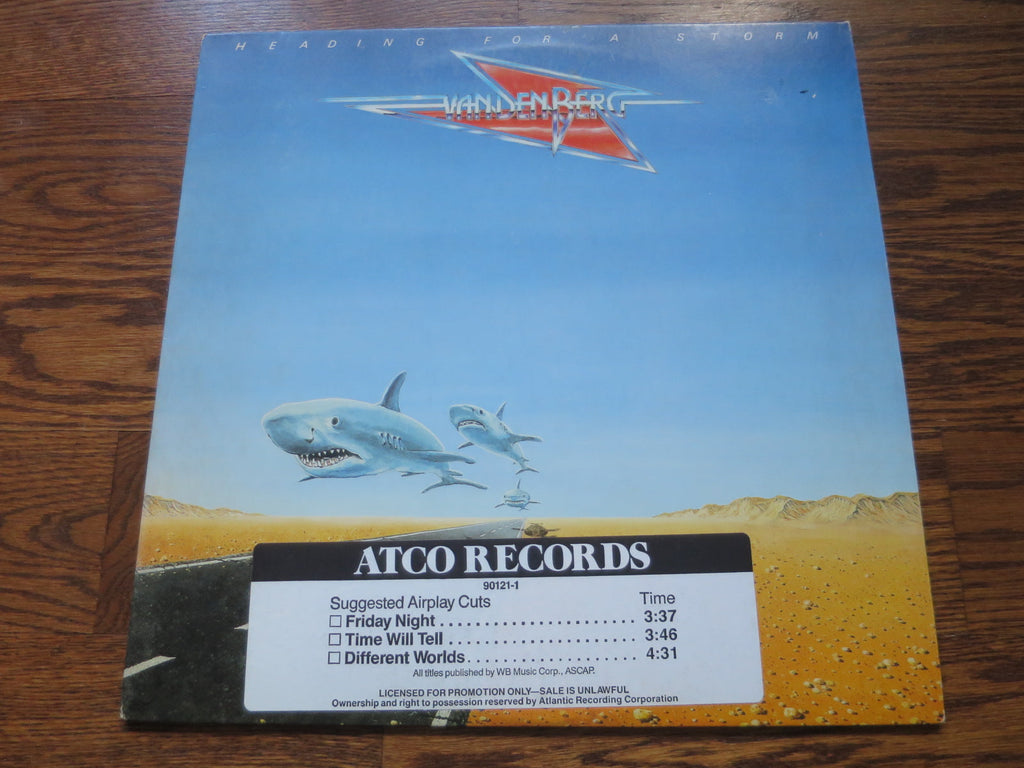 HEADING FOR A STORM
VANDENBERG
ATCO RECORDS
90121-1
Suggested Airplay Cuts Time
☐ Friday Night . . . . . . . . . . . . . . . . . . . . . . . 3:37
☐ Time Will Tell . . . . . . . . . . . . . . . . . . . . . . 3:46
☐ Different Worlds . . . . . . . . . . . . . . . . . . . . 4:31
All titles published by WB Music Corp., ASCAP.
LICENSED FOR PROMOTION ONLY—SALE IS UNLAWFUL
Ownership and right to possession reserved by Atlantic Recording Corporation